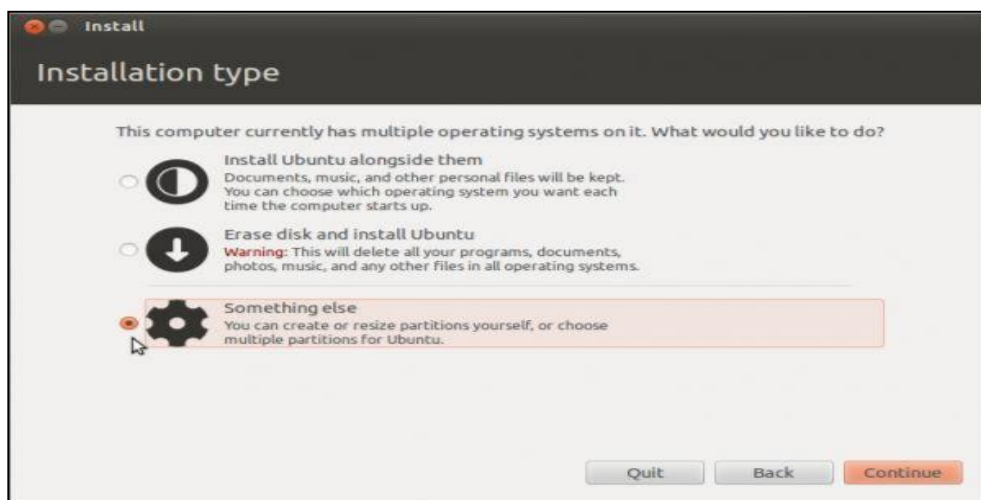 Install
Installation type
This computer currently has multiple operating systems on it. What would you like to do?
Install Ubuntu alongside them
Documents, music, and other personal files will be kept.
You can choose which operating system you want each
time the computer starts up.
Erase disk and install Ubuntu
Warning: This will delete all your programs, documents,
photos, music, and any other files in all operating systems.
Something else
You can create or resize partitions yourself, or choose
multiple partitions for Ubuntu.
Quit Back Continue